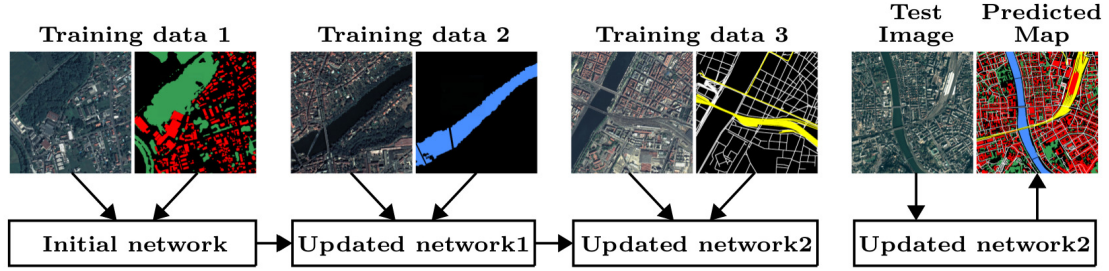 Training data 1
Training data 2
Training data 3
Test
Image
Predicted
Map
Initial network
Updated network1
Updated network2
Updated network2